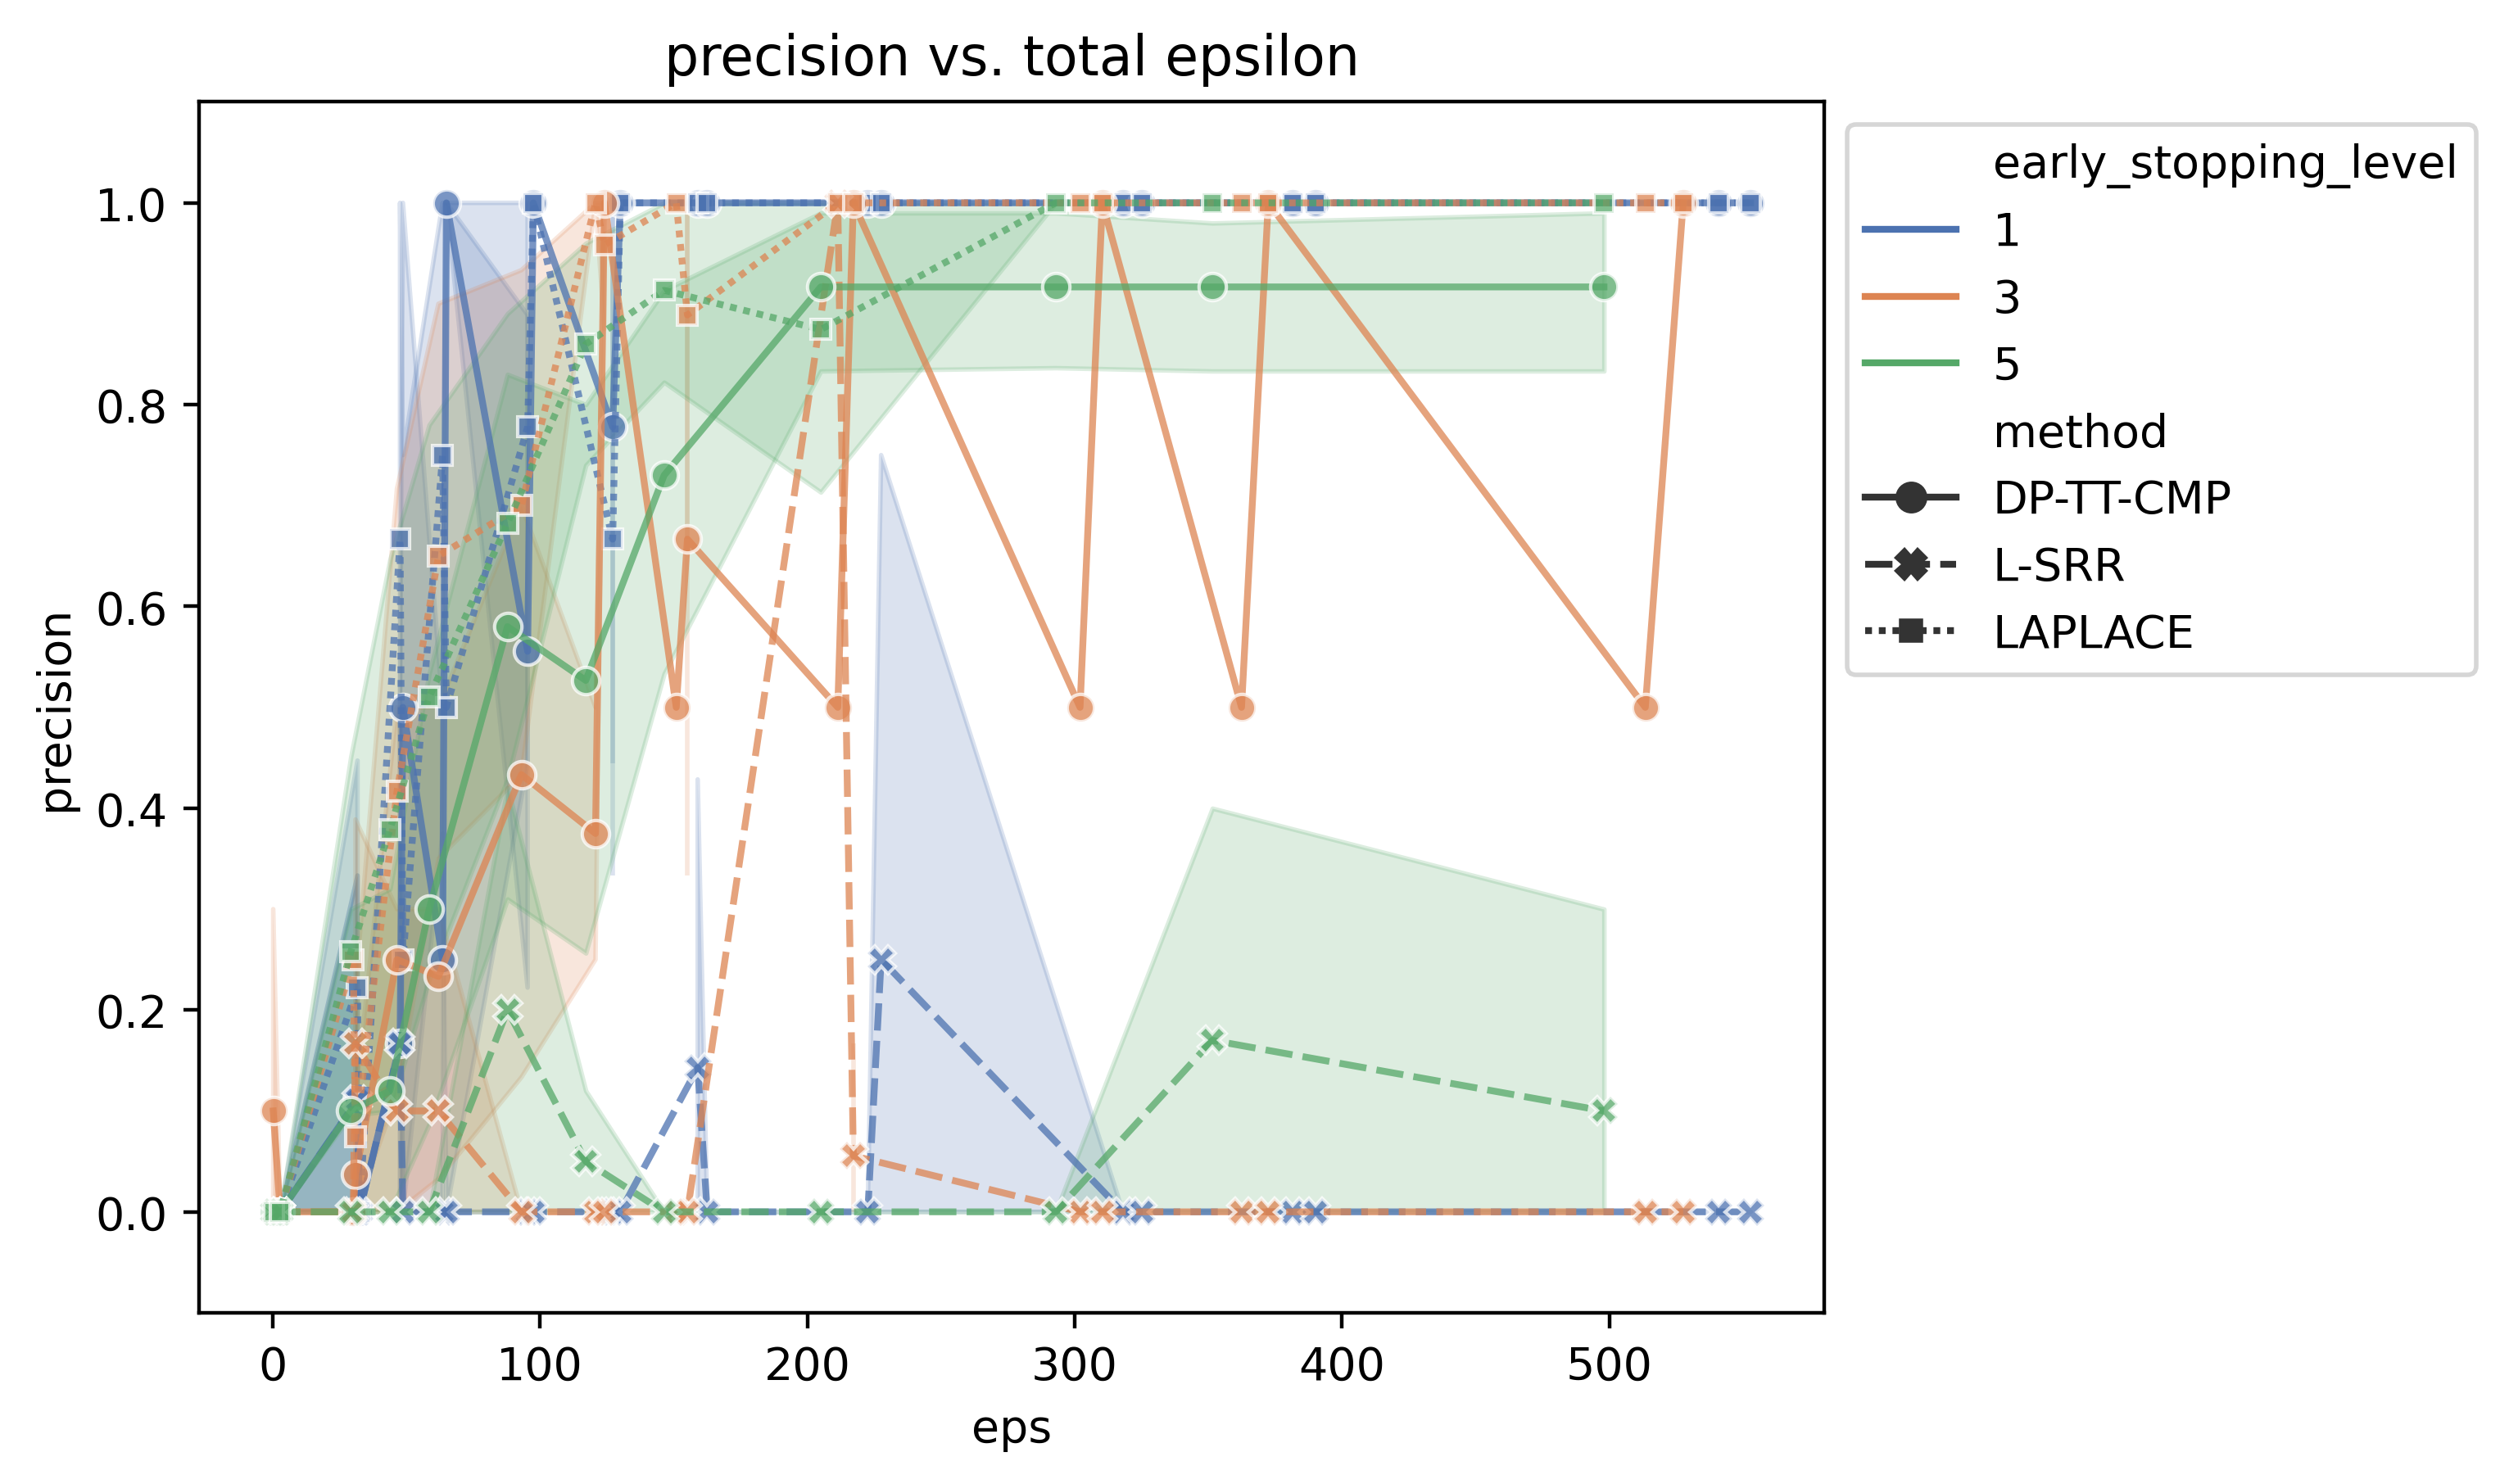 precision vs. total epsilon
precision
1.0
0.8
0.6
0.4
0.2
0.0
0
100
200
300
400
500
eps
early_stopping_level
1
3
5
method
DP-TT-CMP
L-SRR
LAPLACE